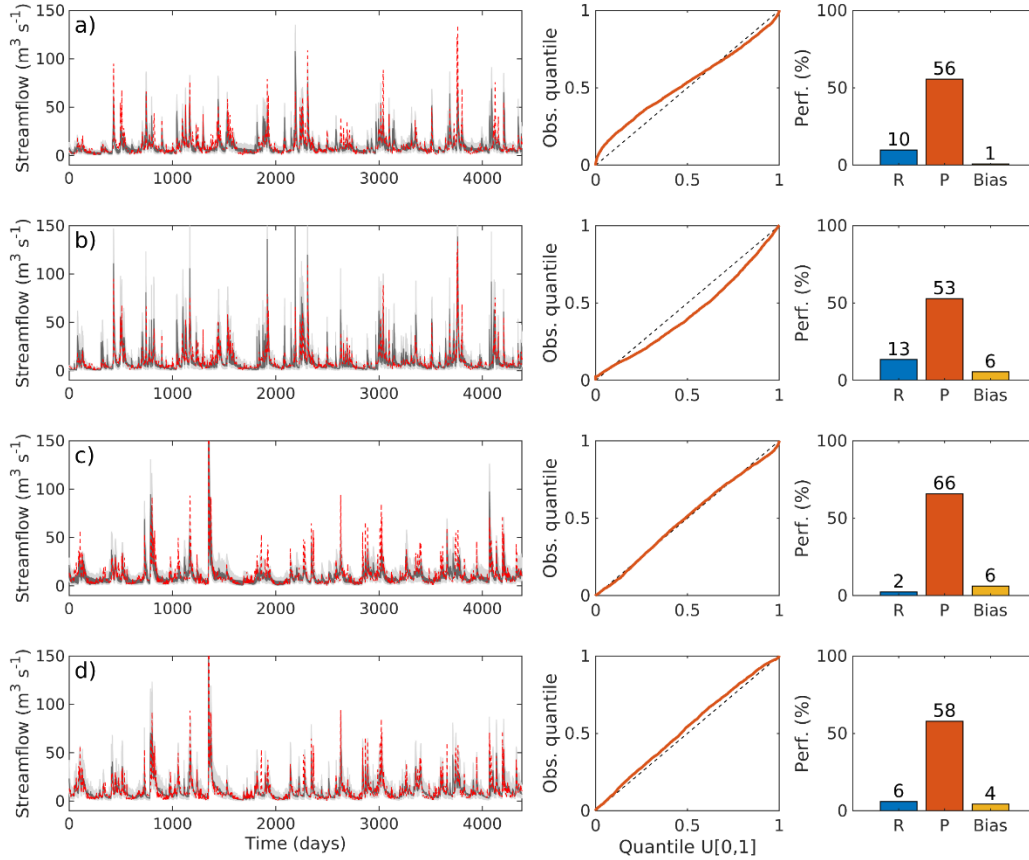 a)
Streamflow (m³ s⁻¹)
150
100
50
0
0 1000 2000 3000 4000
Obs. quantile
1
0.5
0
0 0.5 1
Perf. (%)
100
50
0
10 56 1
R P Bias
b)
Streamflow (m³ s⁻¹)
150
100
50
0
0 1000 2000 3000 4000
Obs. quantile
1
0.5
0
0 0.5 1
Perf. (%)
100
50
0
13 53 6
R P Bias
c)
Streamflow (m³ s⁻¹)
150
100
50
0
0 1000 2000 3000 4000
Obs. quantile
1
0.5
0
0 0.5 1
Perf. (%)
100
50
0
2 66 6
R P Bias
d)
Streamflow (m³ s⁻¹)
150
100
50
0
0 1000 2000 3000 4000
Time (days)
Obs. quantile
1
0.5
0
0 0.5 1
Quantile U[0,1]
Perf. (%)
100
50
0
6 58 4
R P Bias